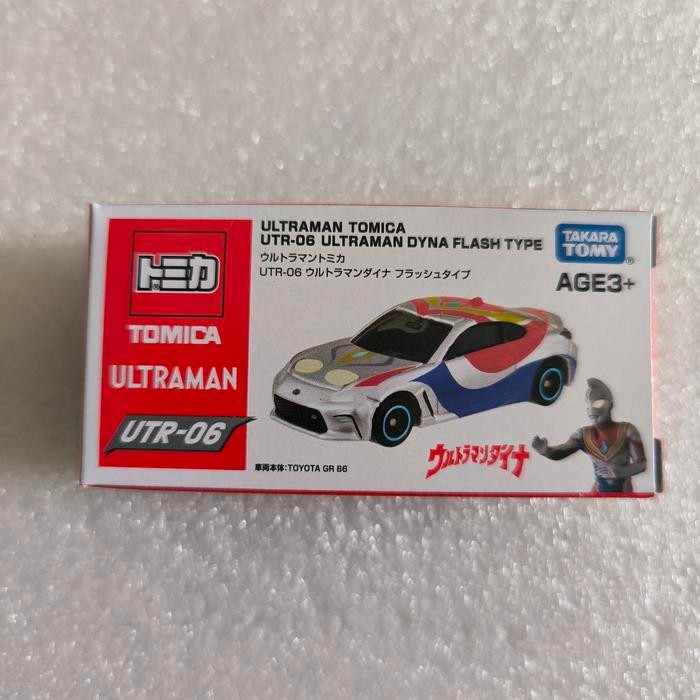 トミカ
TOMICA
ULTRAMAN
UTR-06
ULTRAMAN TOMICA
UTR-06 ULTRAMAN DYNA FLASH TYPE
ウルトラマントミカ
UTR-06 ウルトラマンダイナ フラッシュタイプ
TAKARA
TOMY®
AGE3+
ウルトラマンダイナ
車両本体:TOYOTA GR 86